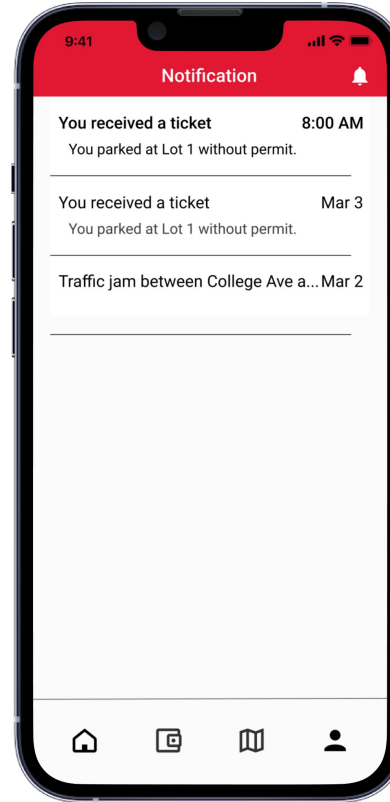 9:41
Notification
You received a ticket 8:00 AM
You parked at Lot 1 without permit.
You received a ticket Mar 3
You parked at Lot 1 without permit.
Traffic jam between College Ave a... Mar 2